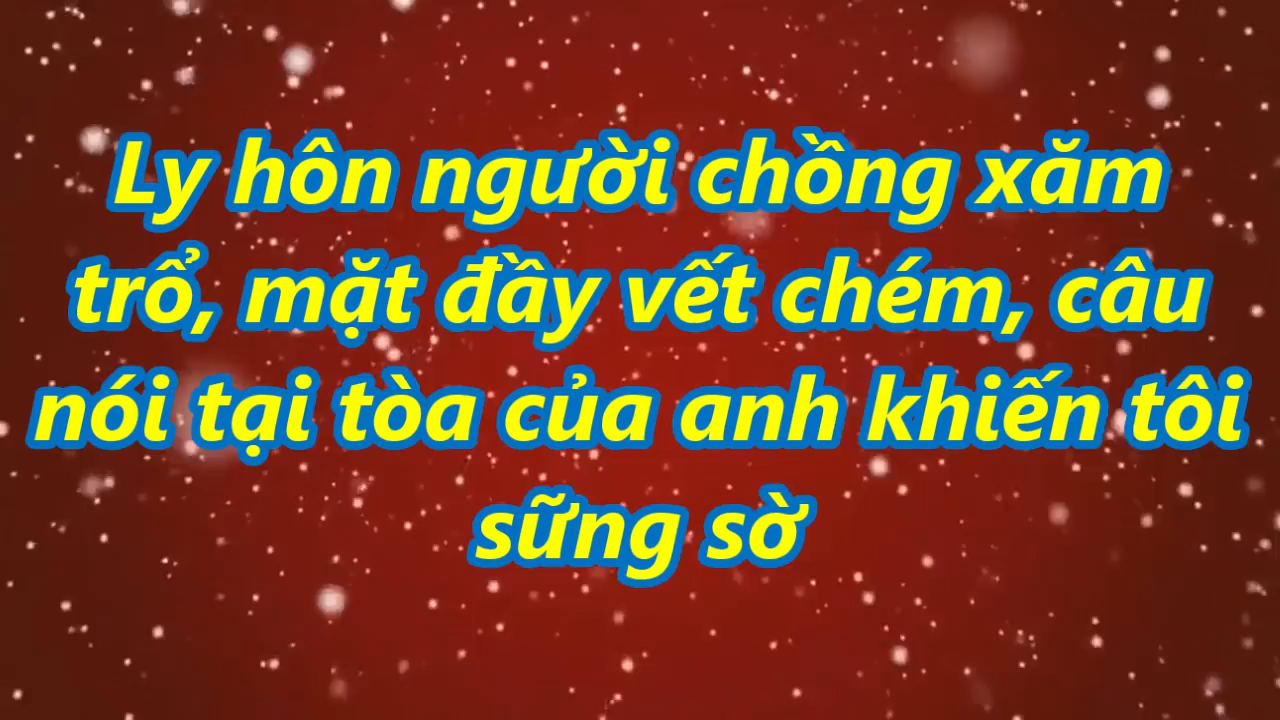 Ly hôn người chồng xăm
trổ, mặt đầy vết chém, câu
nói tại tòa của anh khiến tôi
sững sờ